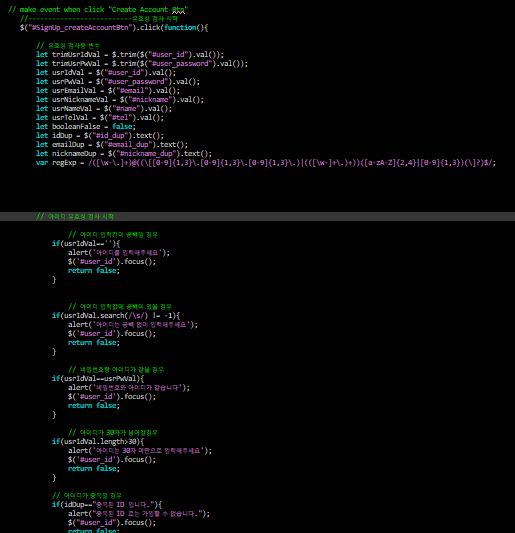 // make event when click "Create Account Btn"
//--------------------------유효성 검사 시작
$("#SignUp_createAccountBtn").click(function(){
// 유효성 검사용 변수
let trimUsrIdVal = $.trim($("#user_id").val());
let trimUsrPwVal = $.trim($("#user_password").val());
let usrIdVal = $("#user_id").val();
let usrPwVal = $("#user_password").val();
let usrEmailVal = $("#email").val();
let usrNicknameVal = $("#nickname").val();
let usrNameVal = $("#name").val();
let usrTelVal = $("#tel").val();
let booleanFalse = false;
let idDup = $("#id_dup").text();
let emailDup = $("#email_dup").text();
let nicknameDup = $("#nickname_dup").text();
var regExp = /([\w-\.]+)@((\[[0-9]{1,3}\.[0-9]{1,3}\.[0-9]{1,3}\.)|(([\w-]+\.)+))([a-zA-Z]{2,4}|[0-9]{1,3})(\]?)$/;
// 아이디 유효성 검사 시작
// 아이디 입력칸이 공백일 경우
if(usrIdVal==''){
alert('아이디를 입력해주세요');
$('#user_id').focus();
return false;
}
// 아이디 입력값에 공백이 있을 경우
if(usrIdVal.search(/\s/) != -1){
alert('아이디는 공백 없이 입력해주세요');
$('#user_id').focus();
return false;
}
// 비밀번호랑 아이디가 같을 경우
if(usrIdVal==usrPwVal){
alert('비밀번호와 아이디가 같습니다');
$('#user_id').focus();
return false;
}
// 아이디가 30자가 넘어갔경우
if(usrIdVal.length>30){
alert('아이디는 30자 미만으로 입력해주세요');
$('#user_id').focus();
return false;
}
// 아이디가 중복일 경우
if(idDup=="중복된 ID 입니다."){
alert("중복된 ID 로는 가입할 수 없습니다.");
$("#user_id").focus();
return false;